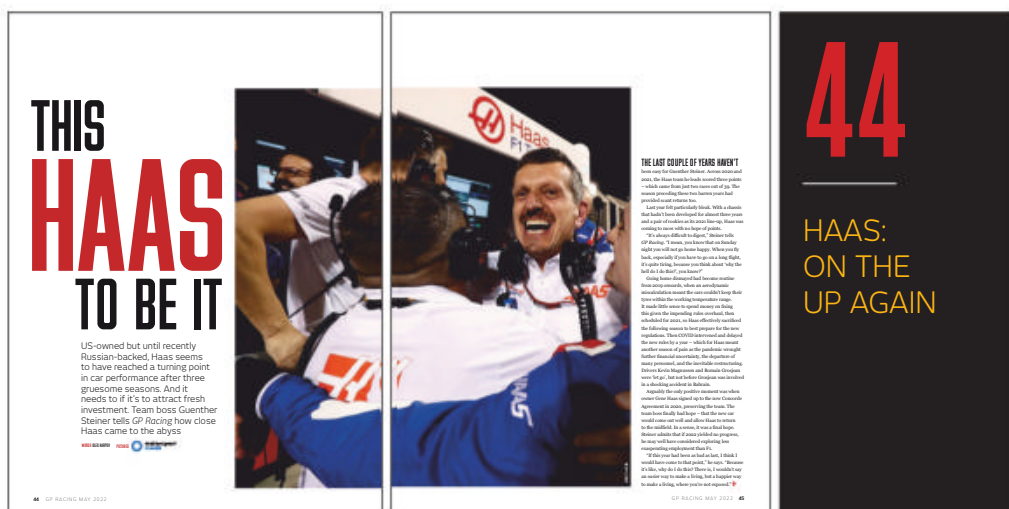 THIS
HAAS
TO BE IT
US-owned but until recently
Russian-backed, Haas seems
to have reached a turning point
in car performance after three
gruesome seasons. And it
needs to if it's to attract fresh
investment. Team boss Guenther
Steiner tells GP Racing how close
Haas came to the abyss
WORDS
PICTURES
44 GP RACING MAY 2022
Haas
F1 T
HAAS
THE LAST COUPLE OF YEARS HAVEN'T
been easy for Guenther Steiner. Across 2020 and
2021, the Haas team he leads scored three points
– which came from just two races out of 39. The
season preceding these two barren years had
provided scant returns too.
Last year felt particularly bleak. With a chassis
that hadn't been developed for almost three years
and a pair of rookies as its 2021 line-up, Haas was
coming to races with no hope of points.
"It's always difficult to digest," Steiner tells
GP Racing. "I mean, you know that on Sunday
night you will not go home happy. When you fly
back, especially if you have to go on a long flight,
it's quite tiring, because you think about 'why the
hell do I do this?', you know?"
Going home dismayed had become routine
from 2019 onwards, when an aerodynamic
miscalculation meant the cars couldn't keep their
tyres within the working temperature range.
It made little sense to spend money on fixing
this given the impending rules overhaul, then
scheduled for 2021, so Haas effectively sacrificed
the following season to best prepare for the new
regulations. Then COVID intervened and delayed
the new rules by a year – which for Haas meant
another season of pain as the pandemic wrought
further financial uncertainty, the departure of
many personnel, and the inevitable restructuring.
Drivers Kevin Magnussen and Romain Grosjean
were 'let go', but not before Grosjean was involved
in a shocking accident in Bahrain.
Arguably the only positive moment was when
owner Gene Haas signed up to the new Concorde
Agreement in 2020, preserving the team. The
team boss finally had hope – that the new car
would come out well and allow Haas to return
to the midfield. In a sense, it was a final hope.
Steiner admits that if 2022 yielded no progress,
he may well have considered exploring less
exasperating employment than F1.
"If this year had been as bad as last, I think I
would have come to that point," he says. "Because
it's like, why do I do this? There is, I wouldn't say
an easier way to make a living, but a happier way
to make a living, where you're not exposed."
GP RACING MAY 2022 45
44
HAAS:
ON THE
UP AGAIN